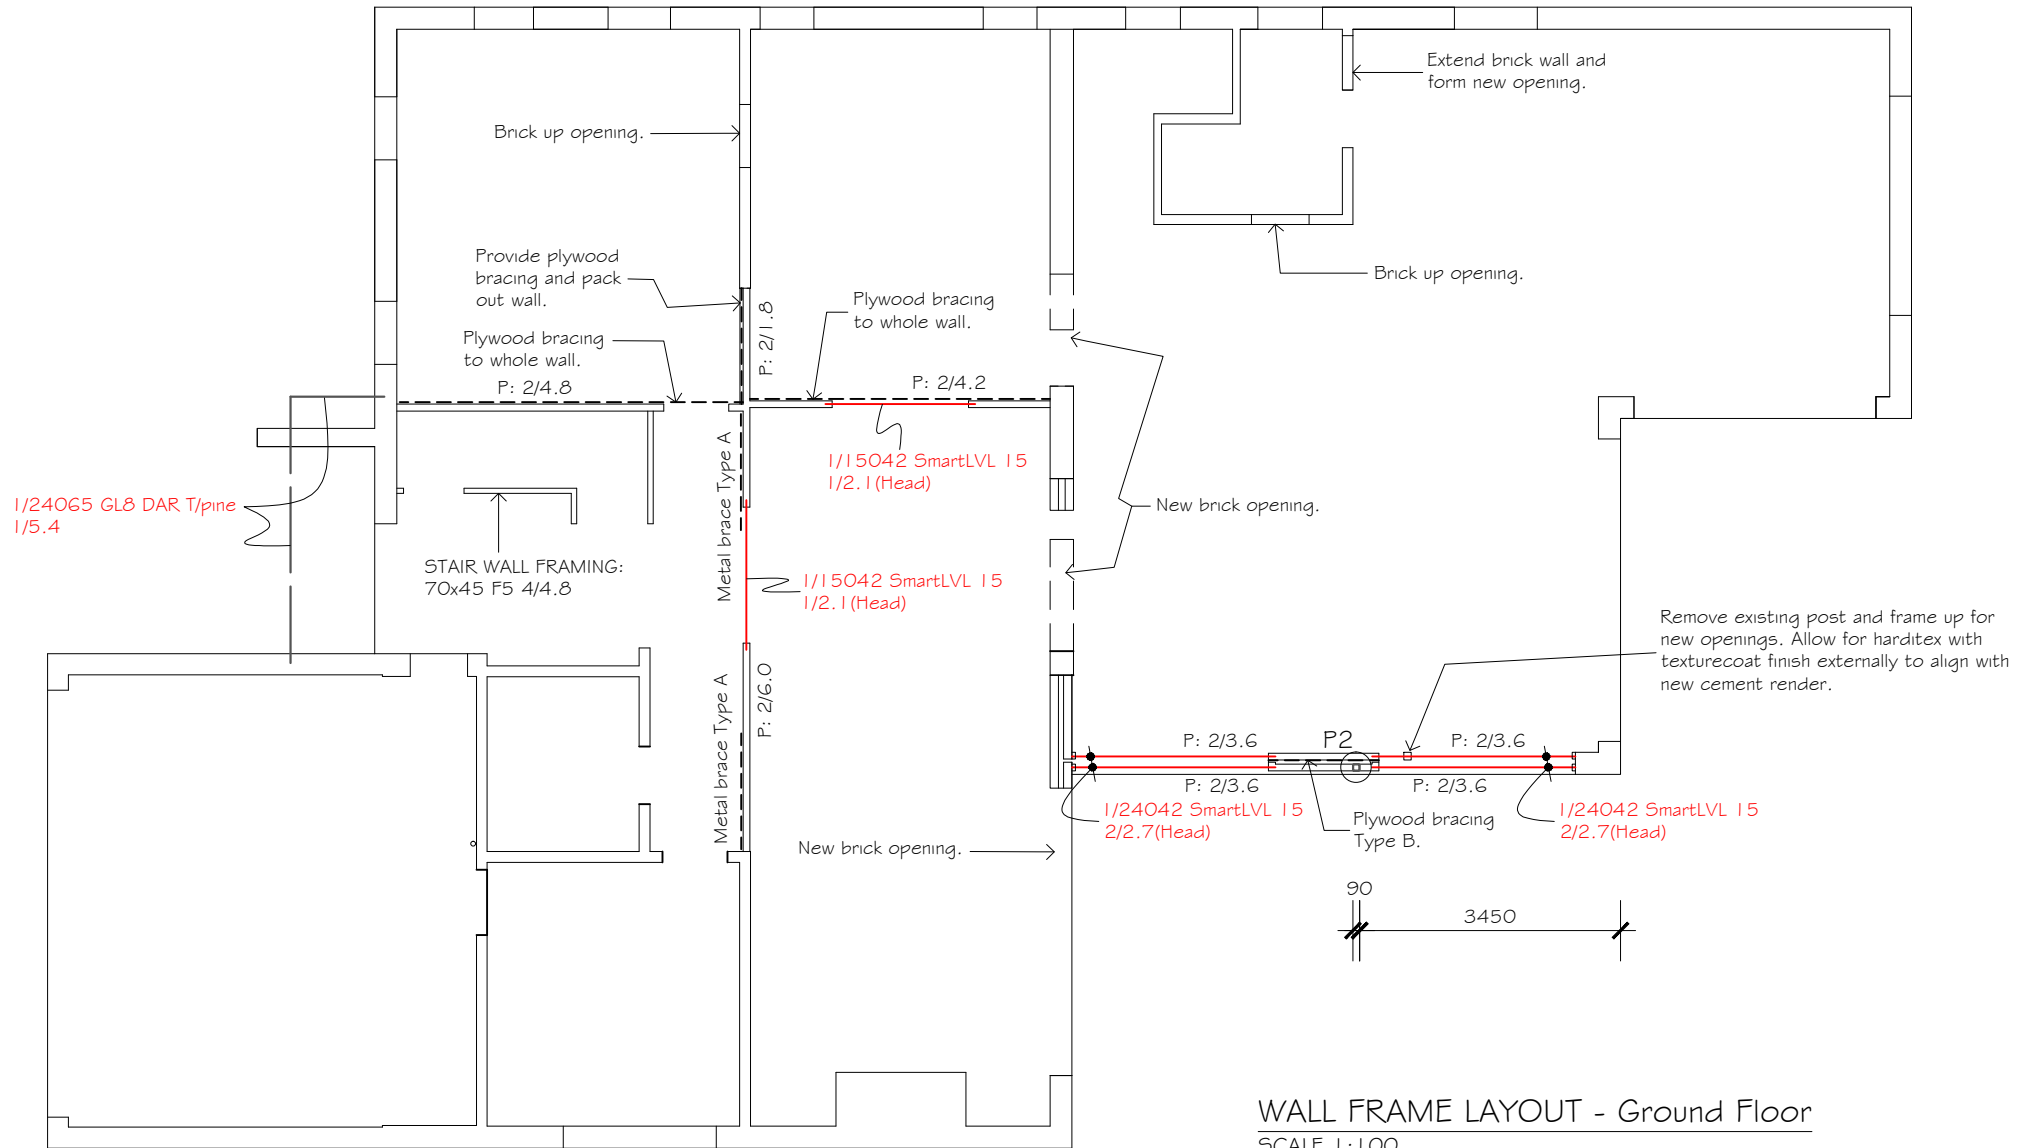 Extend brick wall and
form new opening.
Brick up opening.
Provide plywood
bracing and pack
out wall.
Brick up opening.
Plywood bracing
to whole wall.
P: 2/1.8
Plywood bracing
to whole wall.
P: 2/4.8
P: 2/4.2
Metal brace Type A
1/15042 SmartLVL 15
1/2.1(Head)
1/24065 GL8 DAR T/pine
1/5.4
New brick opening.
STAIR WALL FRAMING:
70x45 F5 4/4.8
1/15042 SmartLVL 15
1/2.1(Head)
Remove existing post and frame up for
new openings. Allow for harditex with
texturecoat finish externally to align with
new cement render.
Metal brace Type A
P: 2/6.0
P: 2/3.6
P2
P: 2/3.6
P: 2/3.6
P: 2/3.6
1/24042 SmartLVL 15
2/2.7(Head)
Plywood bracing
Type B.
1/24042 SmartLVL 15
2/2.7(Head)
New brick opening.
90
3450
WALL FRAME LAYOUT - Ground Floor
SCALE 1:100